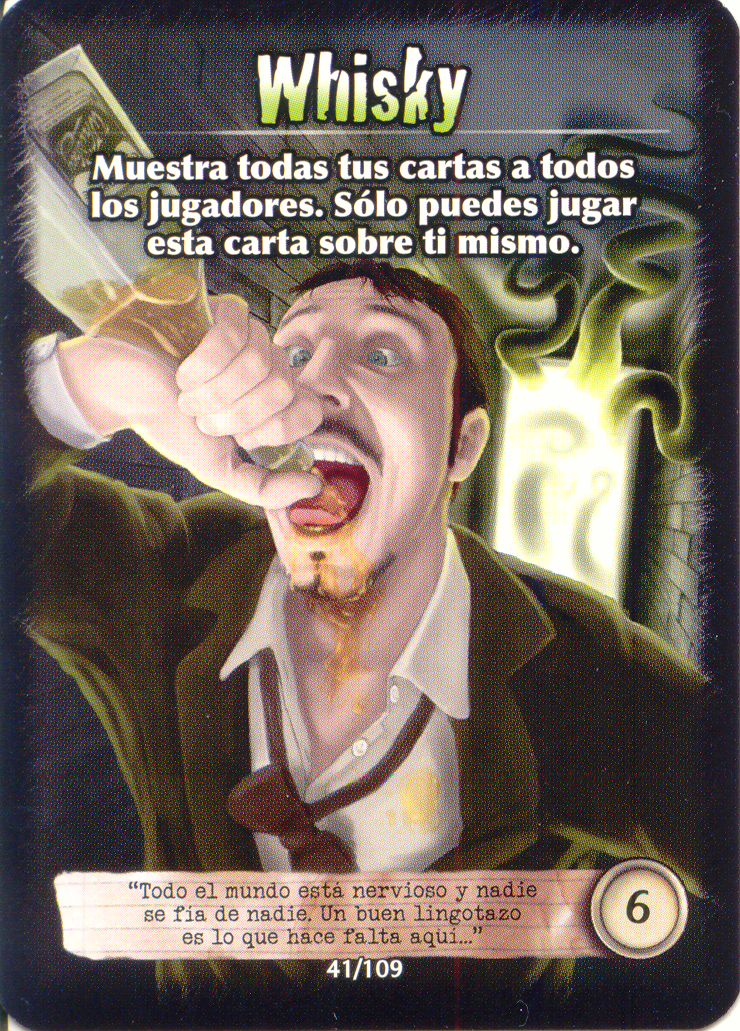 Whisky
Muestra todas tus cartas a todos
los jugadores. Sólo puedes jugar
esta carta sobre ti mismo.
“Todo el mundo está nervioso y nadie
se fía de nadie. Un buen lingotazo
es lo que hace falta aquí...”
6
41/109